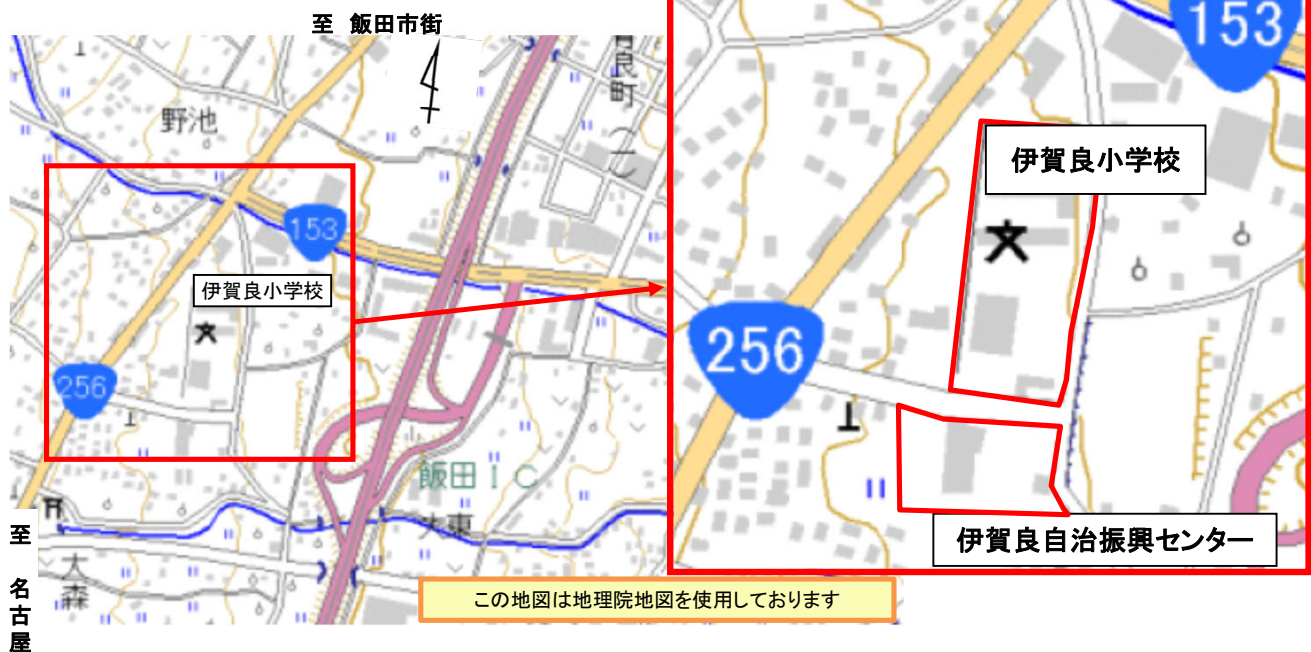 至 飯田市街
野池
153
伊賀良小学校
256
飯田IC
大東
大森
至 名古屋
良町
153
伊賀良小学校
256
伊賀良自治振興センター
この地図は地理院地図を使用しております